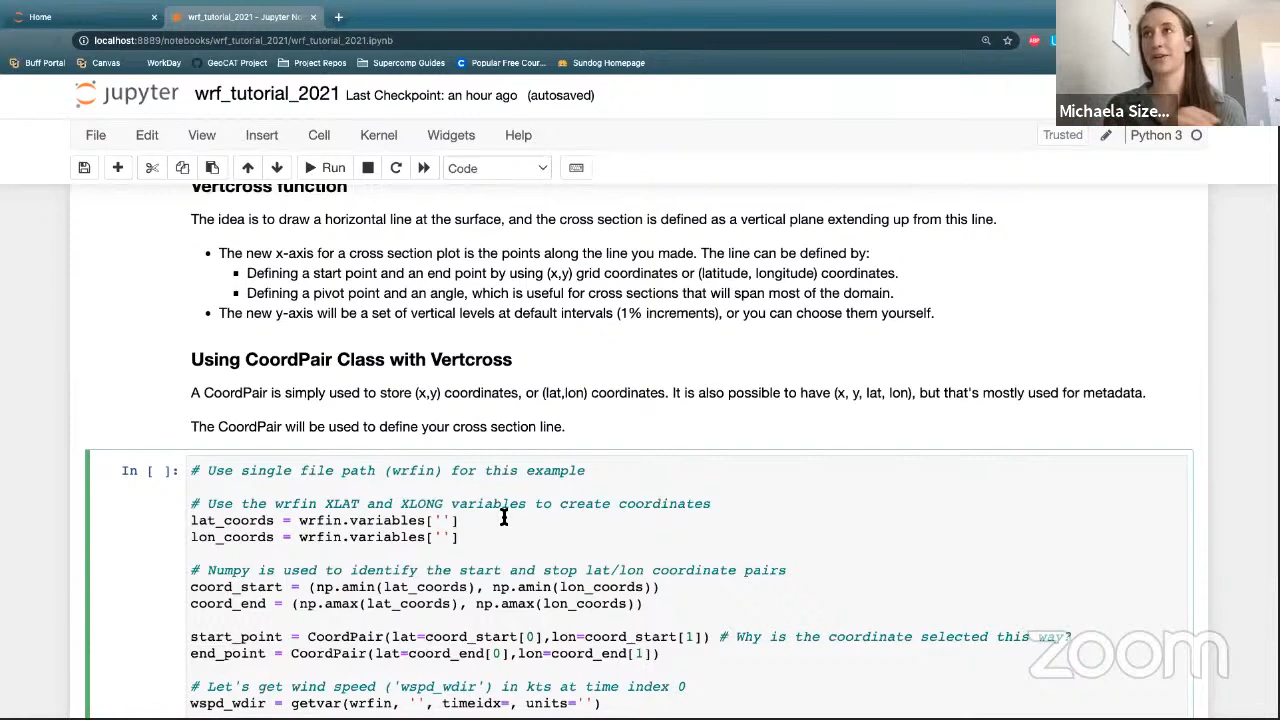 Home
wrf_tutorial_2021 - Jupyter No
localhost:8889/notebooks/wrf_tutorial_2021/wrf_tutorial_2021.ipynb
ABP
Buff Portal Canvas WorkDay GeoCAT Project Project Repos Supercomp Guides Popular Free Cour... Sundog Homepage
Michaela Size...
jupyter wrf_tutorial_2021 Last Checkpoint: an hour ago (autosaved)
File Edit View Insert Cell Kernel Widgets Help
Trusted Python 3
Run Code
Vertcross function
The idea is to draw a horizontal line at the surface, and the cross section is defined as a vertical plane extending up from this line.
• The new x-axis for a cross section plot is the points along the line you made. The line can be defined by:
▪ Defining a start point and an end point by using (x,y) grid coordinates or (latitude, longitude) coordinates.
▪ Defining a pivot point and an angle, which is useful for cross sections that will span most of the domain.
• The new y-axis will be a set of vertical levels at default intervals (1% increments), or you can choose them yourself.
Using CoordPair Class with Vertcross
A CoordPair is simply used to store (x,y) coordinates, or (lat,lon) coordinates. It is also possible to have (x, y, lat, lon), but that's mostly used for metadata.
The CoordPair will be used to define your cross section line.
In [ ]: # Use single file path (wrfin) for this example
# Use the wrfin XLAT and XLONG variables to create coordinates
lat_coords = wrfin.variables['']
lon_coords = wrfin.variables['']
# Numpy is used to identify the start and stop lat/lon coordinate pairs
coord_start = (np.amin(lat_coords), np.amin(lon_coords))
coord_end = (np.amax(lat_coords), np.amax(lon_coords))
start_point = CoordPair(lat=coord_start[0],lon=coord_start[1]) # Why is the coordinate selected this way?
end_point = CoordPair(lat=coord_end[0],lon=coord_end[1])
zoom
# Let's get wind speed ('wspd_wdir') in kts at time index 0
wspd_wdir = getvar(wrfin, '', timeidx=, units='')